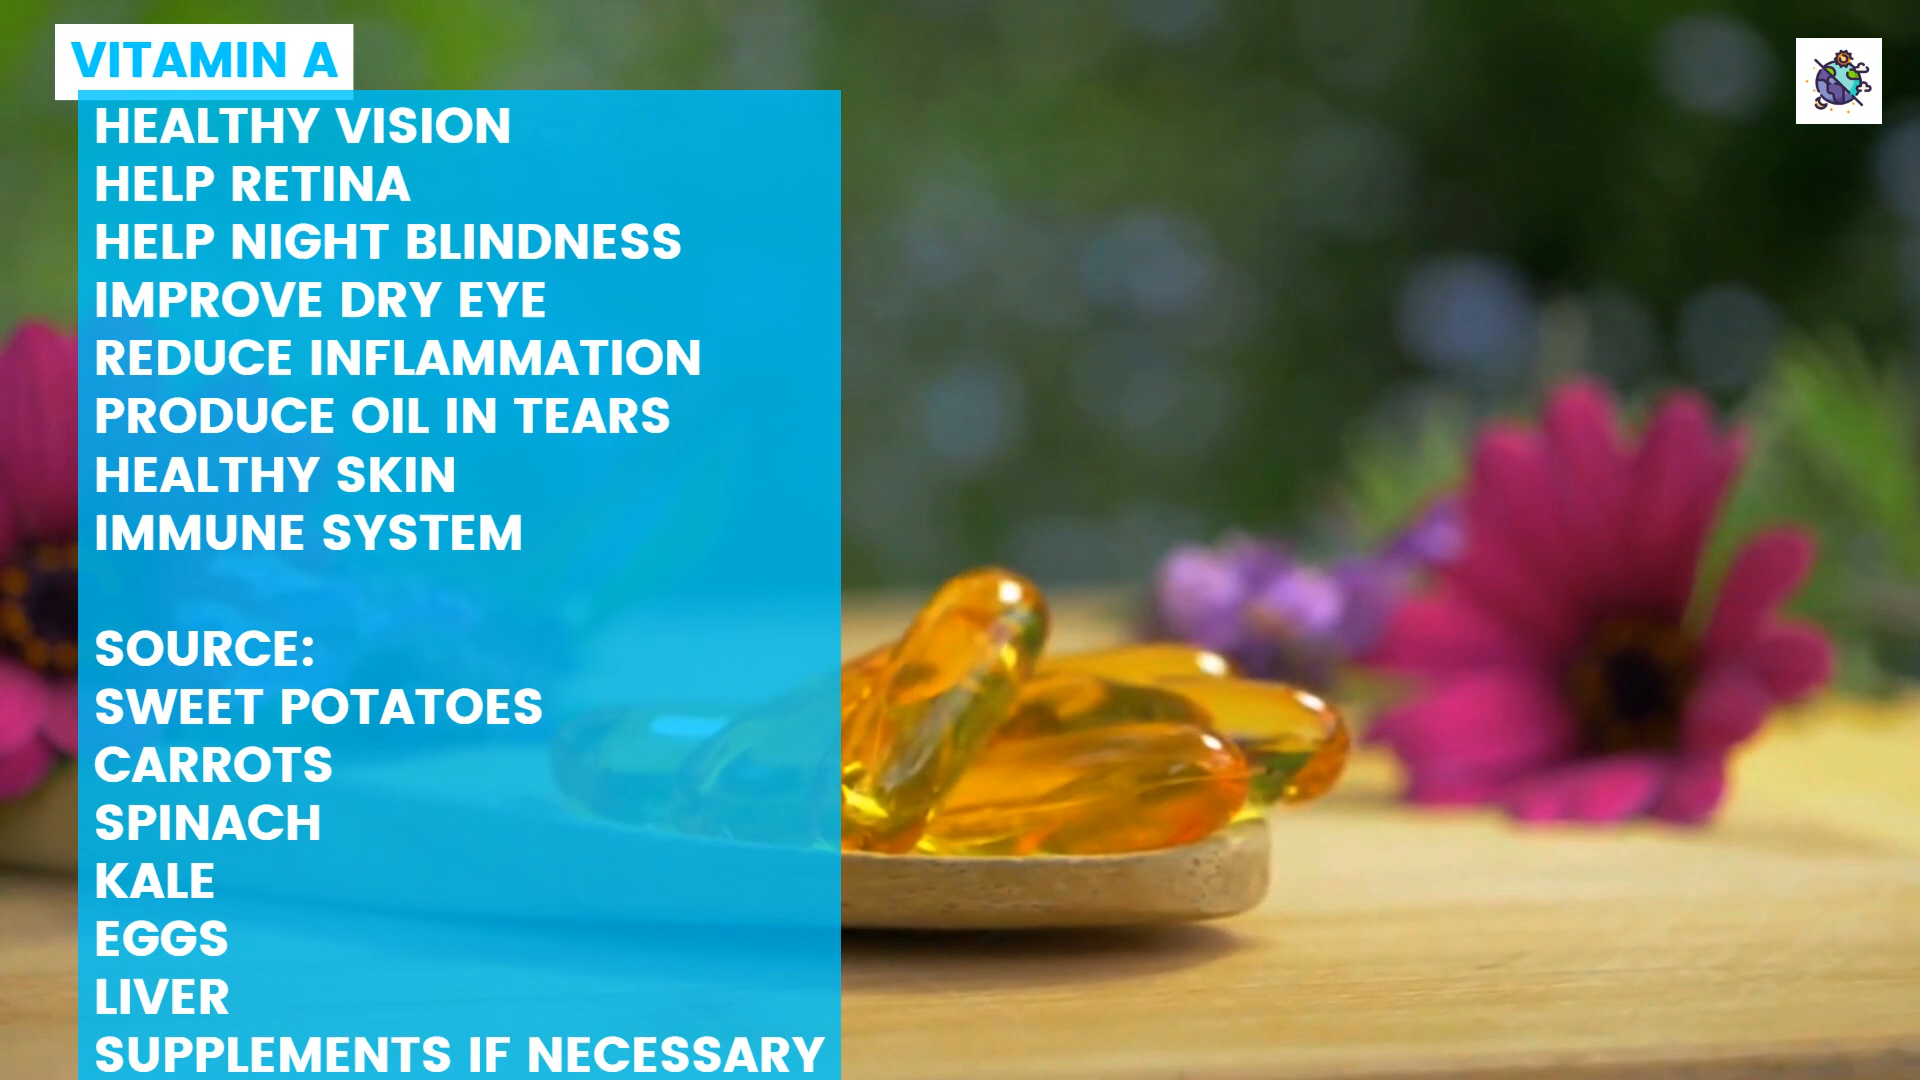 VITAMIN A
HEALTHY VISION
HELP RETINA
HELP NIGHT BLINDNESS
IMPROVE DRY EYE
REDUCE INFLAMMATION
PRODUCE OIL IN TEARS
HEALTHY SKIN
IMMUNE SYSTEM
SOURCE:
SWEET POTATOES
CARROTS
SPINACH
KALE
EGGS
LIVER
SUPPLEMENTS IF NECESSARY